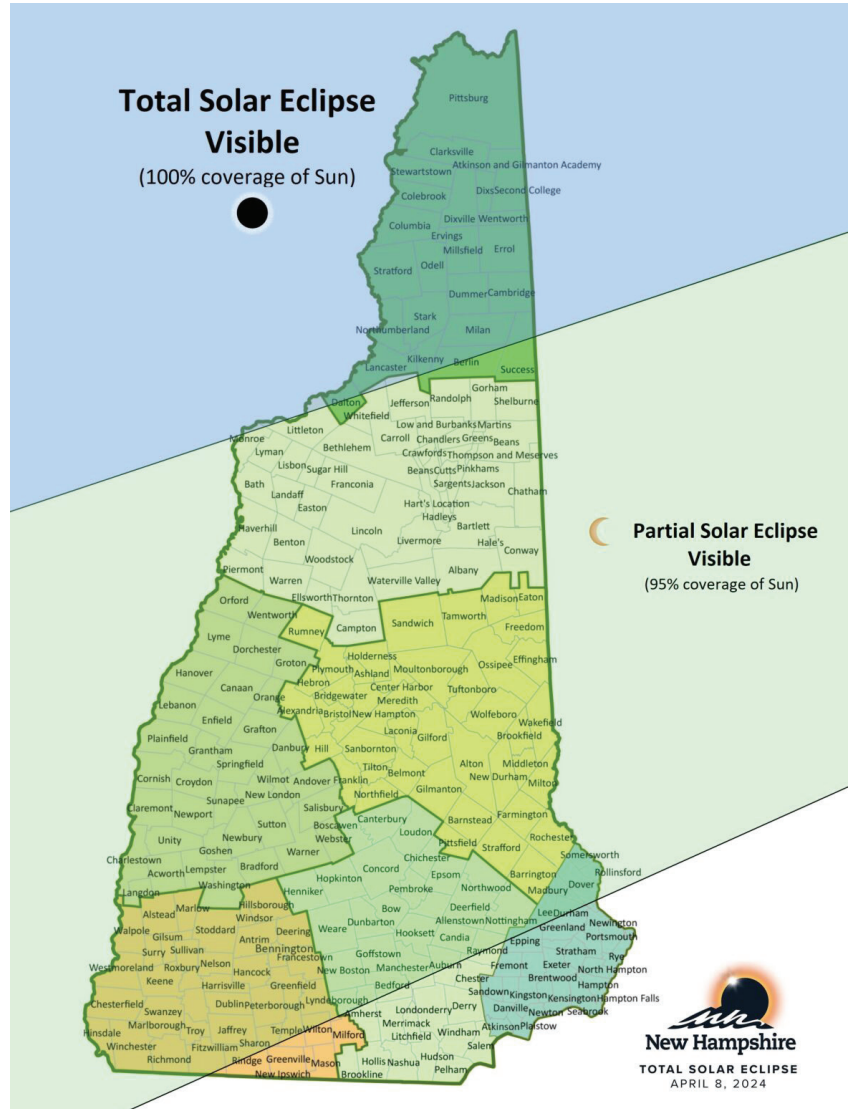 Total Solar Eclipse
Visible
(100% coverage of Sun)
Pittsburg
Clarksville
Atkinson and Gilmanton Academy
Stewartstown
Dixs Second College
Colebrook
Dixville Wentworth
Columbia
Ervings
Millsfield Errol
Stratford Odell
Dummer Cambridge
Stark
Northumberland Milan
Kilkenny Berlin
Lancaster Success
Gorham
Dalton Jefferson Randolph Shelburne
Whitefield
Littleton Low and Burbanks Martins
Monroe Carroll Chandlers Greens Beans
Lyman Bethlehem Crawfords Thompson and Meserves
Lisbon Sugar Hill Beans Cutts Pinkhams
Bath Franconia Sargents Jackson Chatham
Landaff
Easton Hart's Location
Hadleys
Haverhill Lincoln Bartlett
Benton Livermore Hale's
Conway
Woodstock
Piermont Albany
Warren Waterville Valley
Ellsworth Thornton
Partial Solar Eclipse
Visible
(95% coverage of Sun)
Orford Madison Eaton
Wentworth Sandwich Tamworth
Rumney Campton Freedom
Lyme
Dorchester Holderness
Groton Plymouth Ashland Moultonborough Ossipee Effingham
Hanover Hebron
Canaan Bridgewater Center Harbor Tuftonboro
Orange Meredith
Lebanon Alexandria Bristol New Hampton Wolfeboro
Enfield Wakefield
Plainfield Grafton Laconia Gilford Brookfield
Grantham Danbury Hill Sanbornton
Springfield Tilton Alton Middleton
Cornish Croydon Wilmot Andover Franklin Belmont New Durham Milton
New London Northfield Gilmanton
Claremont Sunapee Salisbury
Newport Sutton Boscawen Canterbury Barnstead Farmington
Unity Newbury Webster Loudon Rochester
Goshen Warner Pittsfield Strafford
Charlestown Chichester Somersworth
Acworth Lempster Bradford Concord Epsom Barrington Rollinsford
Washington Hopkinton Northwood Madbury Dover
Langdon Henniker Pembroke
Marlow Hillsborough Bow Deerfield
Alstead Windsor Lee Durham
Walpole Stoddard Deering Weare Dunbarton Allenstown Nottingham Greenland Newington
Gilsum Antrim Hooksett Candia Epping Portsmouth
Surry Sullivan Bennington Goffstown Raymond Stratham Rye
Westmoreland Roxbury Nelson Francestown New Boston Manchester Auburn Fremont Exeter North Hampton
Keene Hancock Bedford Chester Brentwood Hampton
Harrisville Greenfield Sandown Kingston Kensington Hampton Falls
Chesterfield Dublin Peterborough Lyndeborough Derry Danville Newton Seabrook
Swanzey Amherst Londonderry
Marlborough Troy Jaffrey Temple Wilton Milford Merrimack Windham Atkinson Plaistow
Hinsdale Sharon Litchfield Salem
Winchester Fitzwilliam Greenville
Richmond Rindge Mason Hollis Nashua Hudson
New Ipswich Brookline Pelham
New Hampshire
TOTAL SOLAR ECLIPSE
APRIL 8, 2024